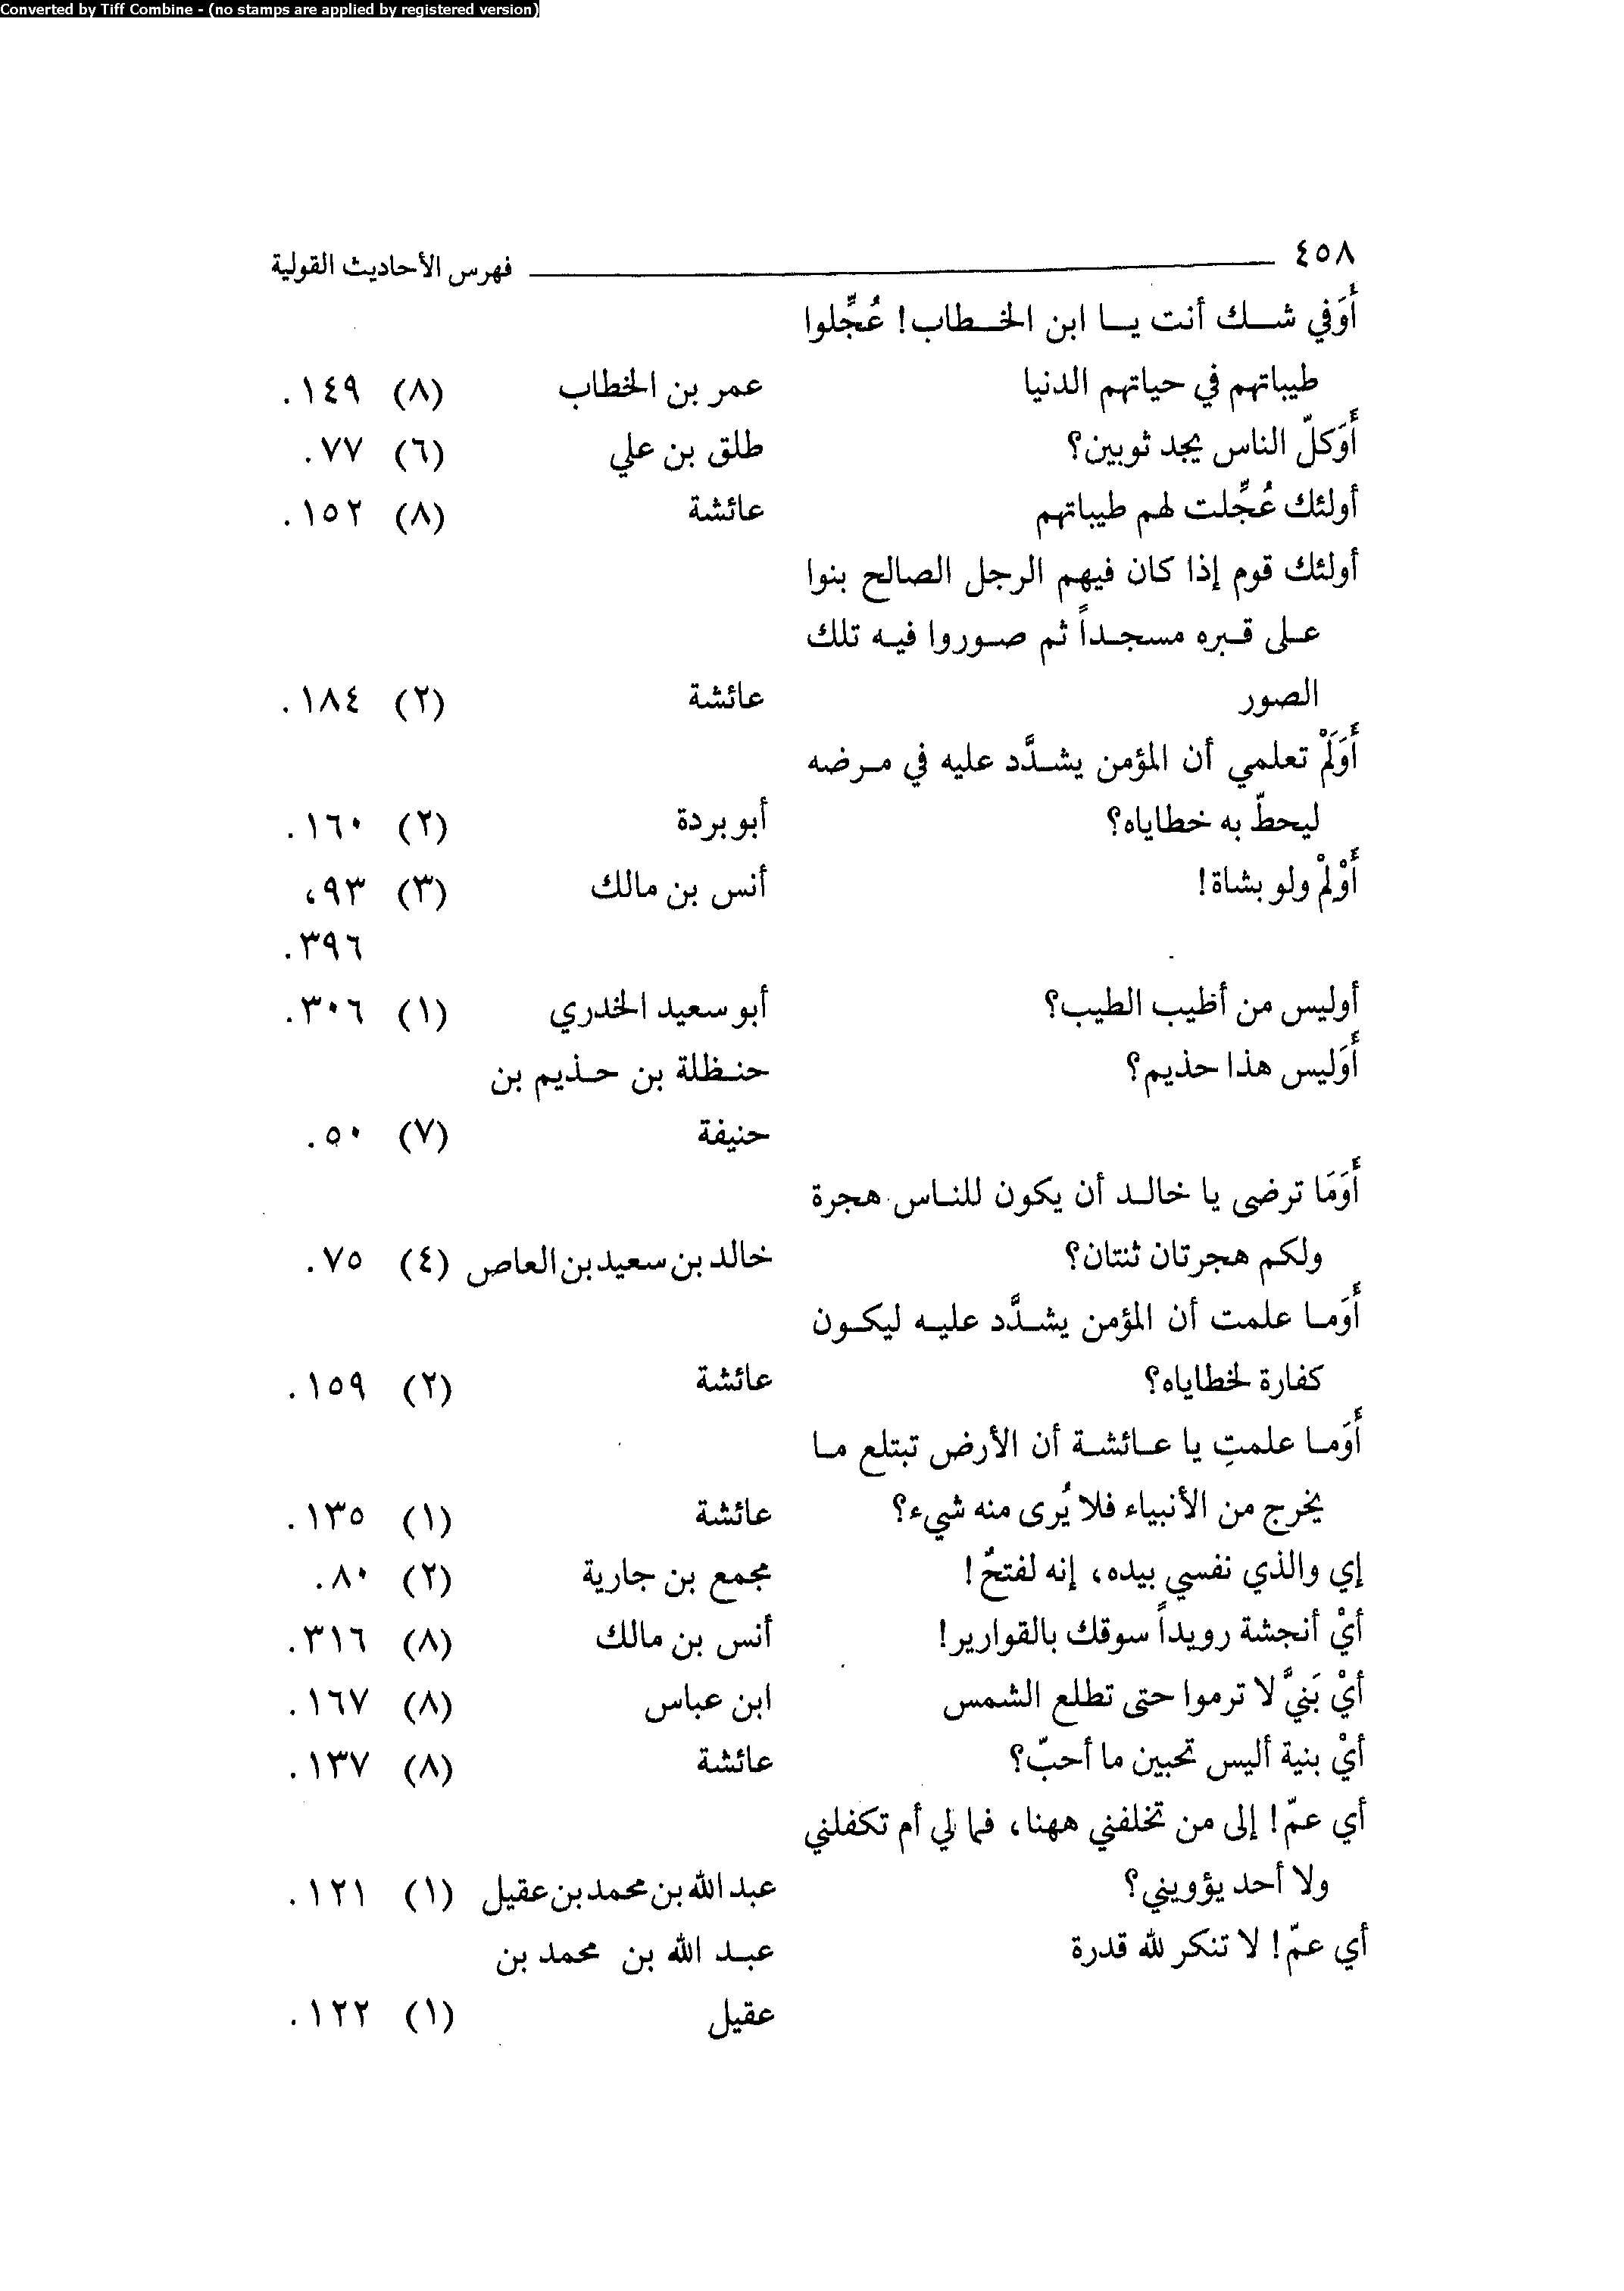 Converted by Tiff Combine - (no stamps are applied by registered version)
٤٥٨ فهرس الأحاديث القولية
أَوَفي شك أنت يا ابن الخطاب! عُجِّلوا
طيباتهم في حياتهم الدنيا عمر بن الخطاب (٨) ١٤٩.
أَوَكلّ الناس يجد ثوبين؟ طلق بن علي (٦) ٧٧.
أولئك عُجِّلت لهم طيباتهم عائشة (٨) ١٥٢.
أولئك قوم إذا كان فيهم الرجل الصالح بنوا
على قبره مسجداً ثم صوروا فيه تلك
الصور عائشة (٢) ١٨٤.
أَوَلَمْ تعلمي أن المؤمن يشدَّد عليه في مرضه
ليحطّ به خطاياه؟ أبو بردة (٢) ١٦٠.
أَوْلِمْ ولو بشاة! أنس بن مالك (٣) ٩٣،
٣٩٦.
أوليس من أطيب الطيب؟ أبو سعيد الخدري (١) ٣٠٦.
أَوَليس هذا حذيم؟ حنظلة بن حذيم بن
حنيفة (٧) ٥٠.
أَوَمَا ترضى يا خالد أن يكون للناس هجرة
ولكم هجرتان ثنتان؟ خالد بن سعيد بن العاص (٤) ٧٥.
أَوَما علمت أن المؤمن يشدَّد عليه ليكون
كفارة لخطاياه؟ عائشة (٢) ١٥٩.
أَوَما علمتِ يا عائشة أن الأرض تبتلع ما
يخرج من الأنبياء فلا يُرى منه شيء؟ عائشة (١) ١٣٥.
إي والذي نفسي بيده، إنه لفتحٌ! مجمع بن جارية (٢) ٨٠.
أيْ أنجشة رويداً سوقك بالقوارير! أنس بن مالك (٨) ٣١٦.
أيْ بَنيَّ لا ترموا حتى تطلع الشمس ابن عباس (٨) ١٦٧.
أيْ بنية أليس تحبين ما أحبّ؟ عائشة (٨) ١٣٧.
أي عمّ! إلى من تخلفني ههنا، فما لي أم تكفلني
ولا أحد يؤويني؟ عبد الله بن محمد بن عقيل (١) ١٢١.
أي عمّ! لا تنكر لله قدرة عبد الله بن محمد بن
عقيل (١) ١٢٢.